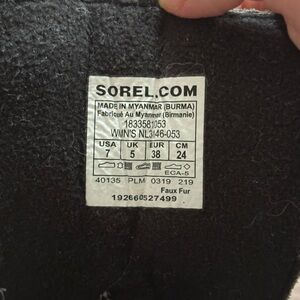 SOREL.COM
MADE IN MYANMAR (BURMA)
Fabriqué Au Myanmar (Birmanie)
1833581053
WMN'S NL3046-053
USA UK EUR CM
7 5 38 24
ECA-5
40135 PLM 0319 219
Faux Fur
192660527499